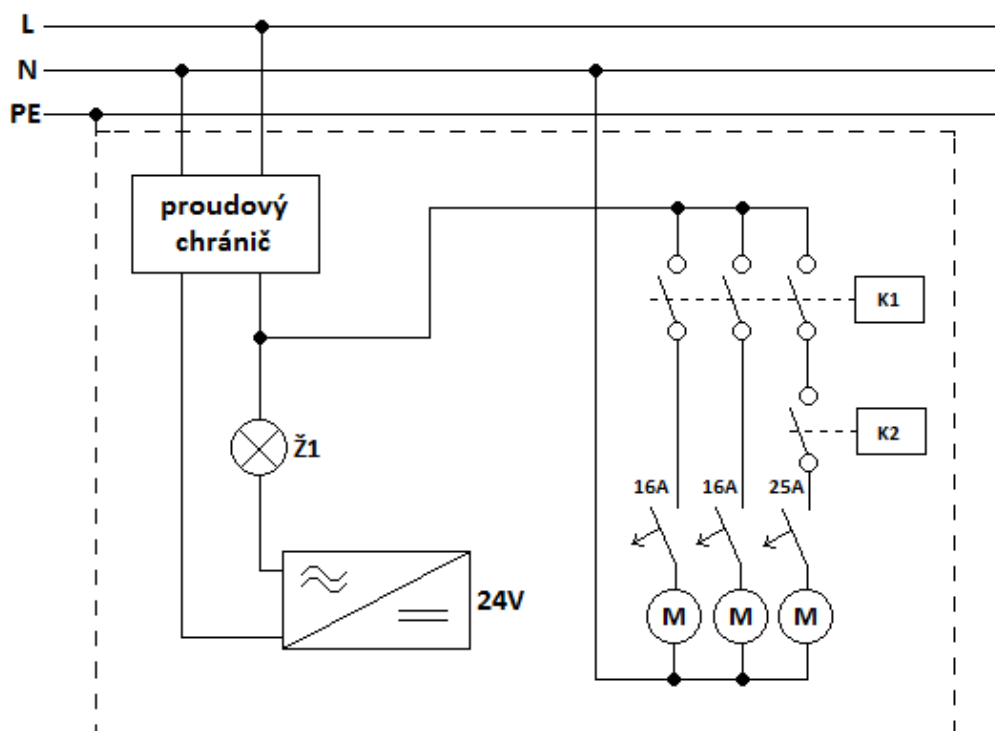 L
N
PE
proudový
chránič
K1
Ž1
K2
16A 16A 25A
24V
M M M